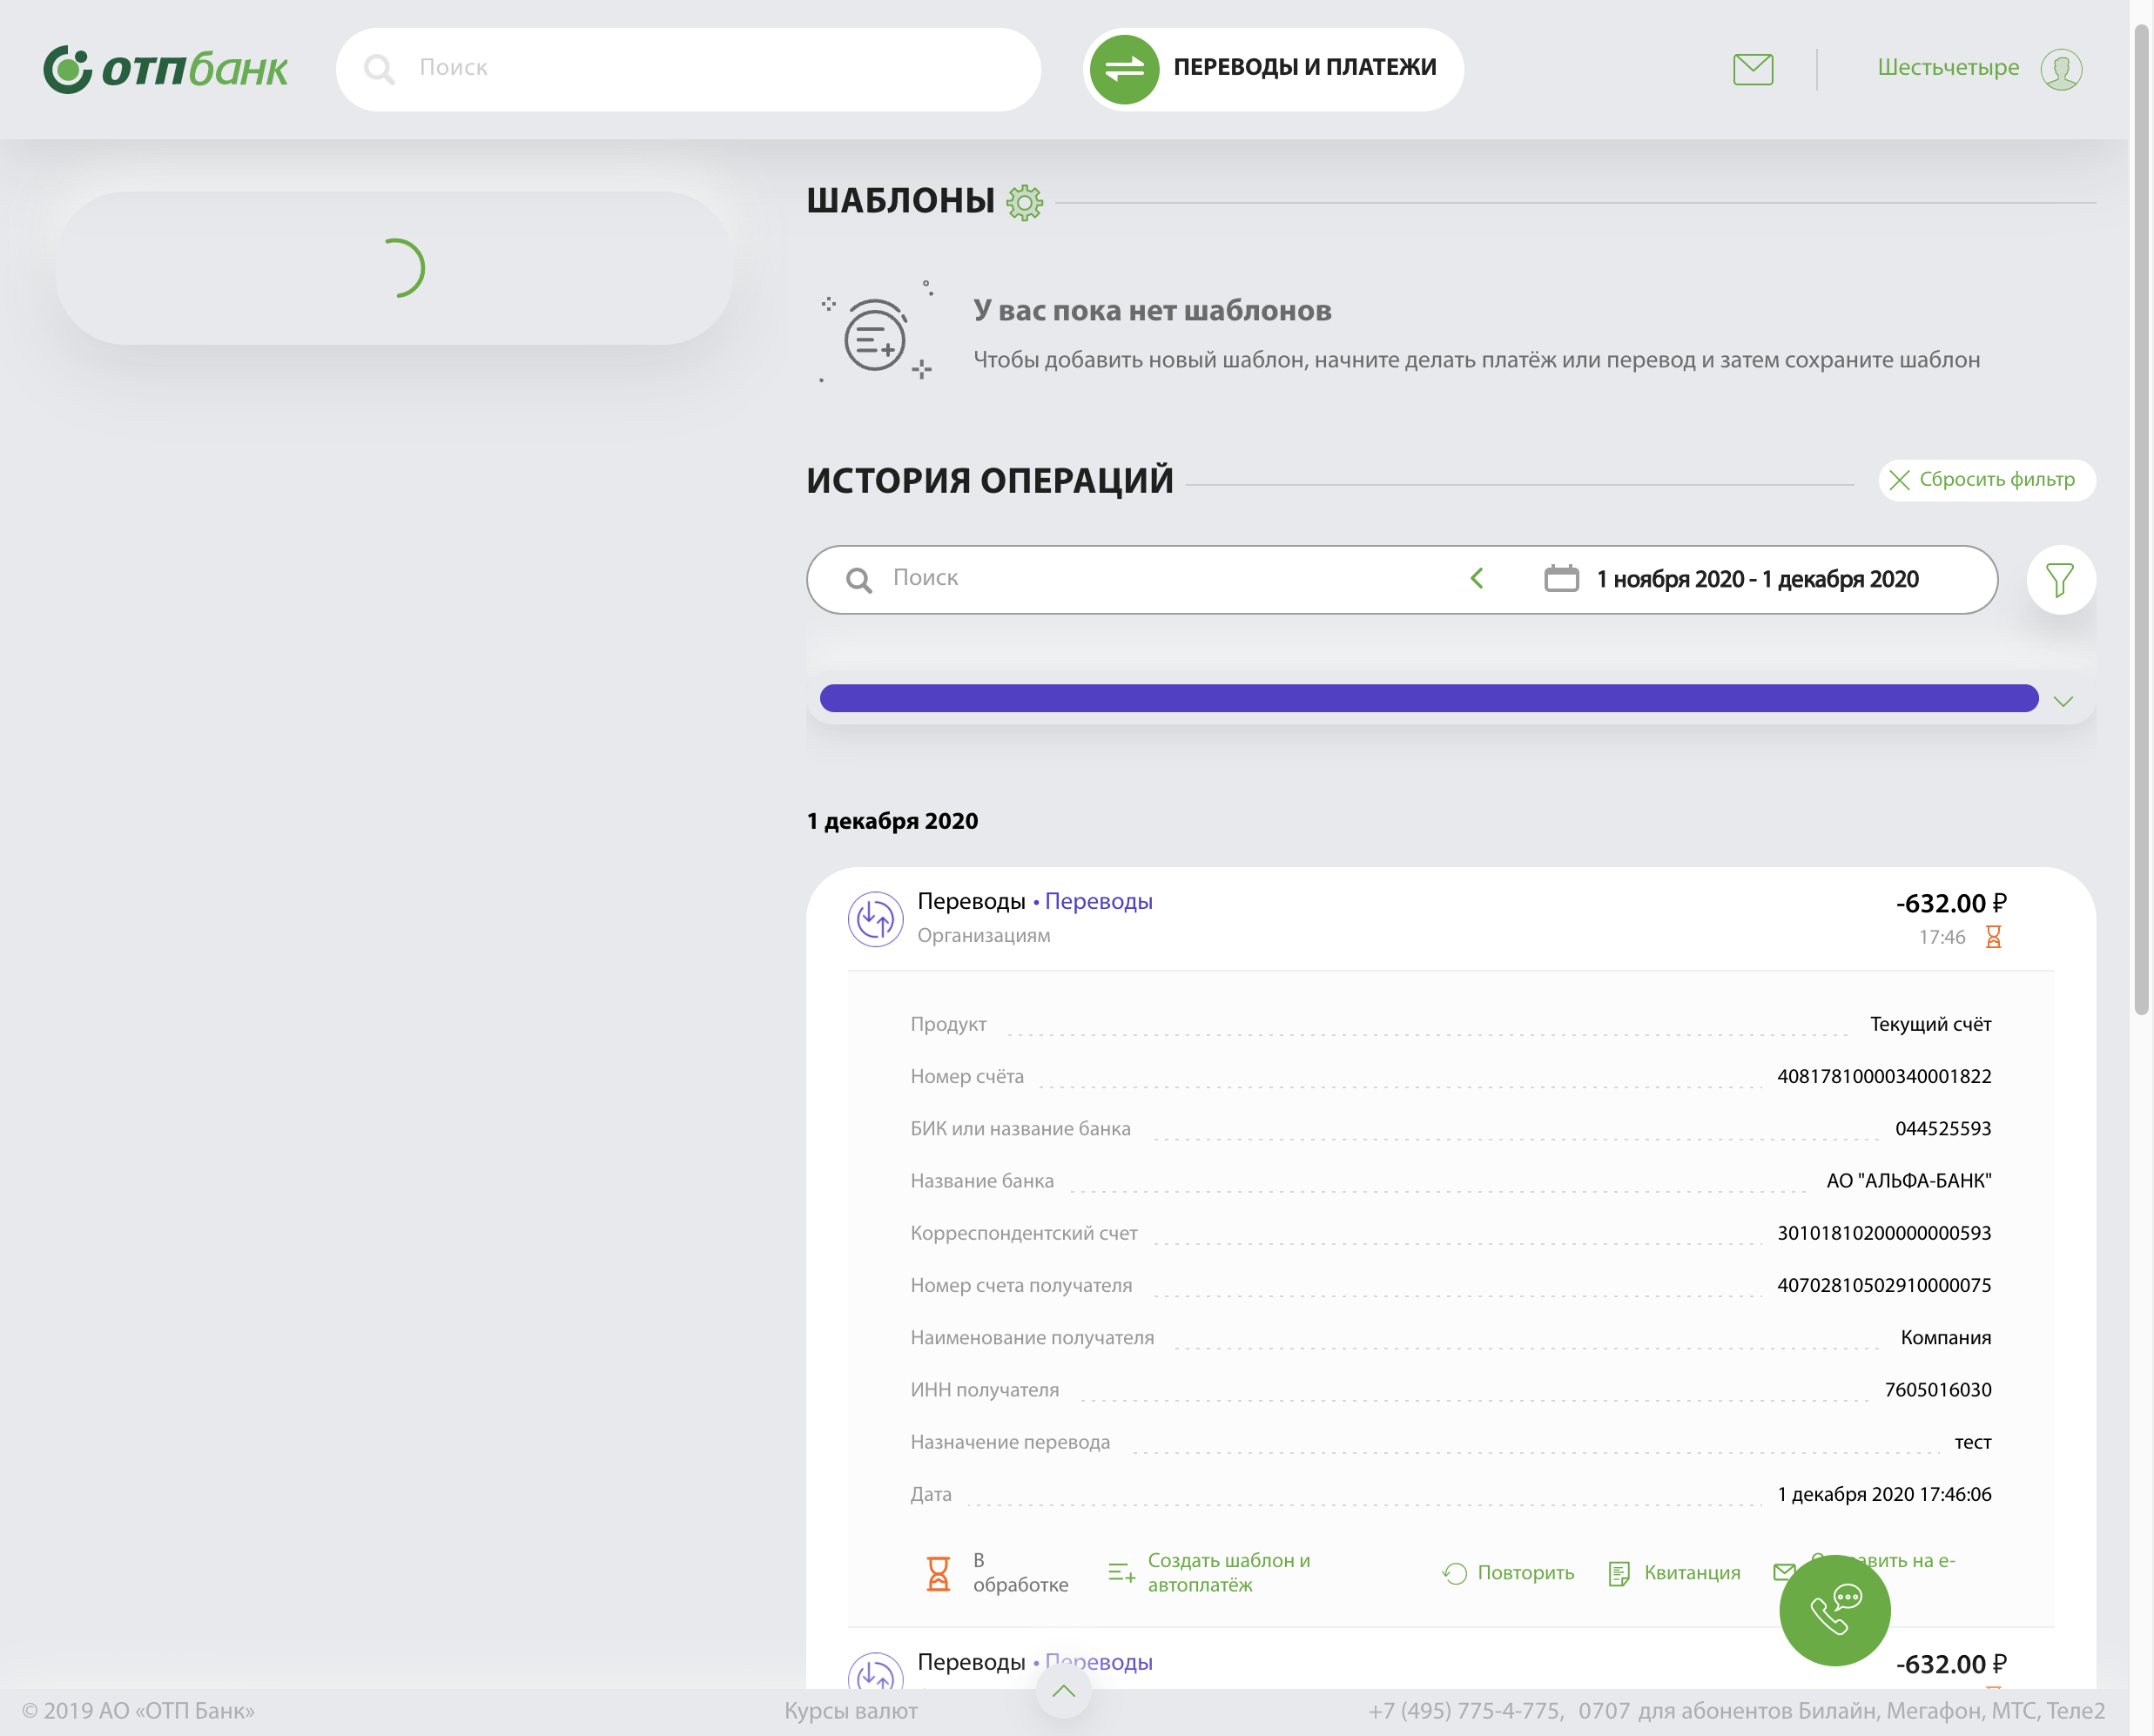 ОТПбанк
Поиск
ПЕРЕВОДЫ И ПЛАТЕЖИ
Шестьчетыре
ШАБЛОНЫ
У вас пока нет шаблонов
Чтобы добавить новый шаблон, начните делать платёж или перевод и затем сохраните шаблон
ИСТОРИЯ ОПЕРАЦИЙ
Сбросить фильтр
Поиск
1 ноября 2020 - 1 декабря 2020
1 декабря 2020
Переводы • Переводы
-632.00 ₽
Организациям
17:46
Продукт Текущий счёт
Номер счёта 40817810000340001822
БИК или название банка 044525593
Название банка АО "АЛЬФА-БАНК"
Корреспондентский счет 30101810200000000593
Номер счета получателя 40702810502910000075
Наименование получателя Компания
ИНН получателя 7605016030
Назначение перевода тест
Дата 1 декабря 2020 17:46:06
В
обработке
Создать шаблон и
автоплатёж
Повторить
Квитанция
на е-
Переводы • Переводы
-632.00 ₽
© 2019 АО «ОТП Банк»
Курсы валют
+7 (495) 775-4-775, 0707 для абонентов Билайн, Мегафон, МТС, Теле2